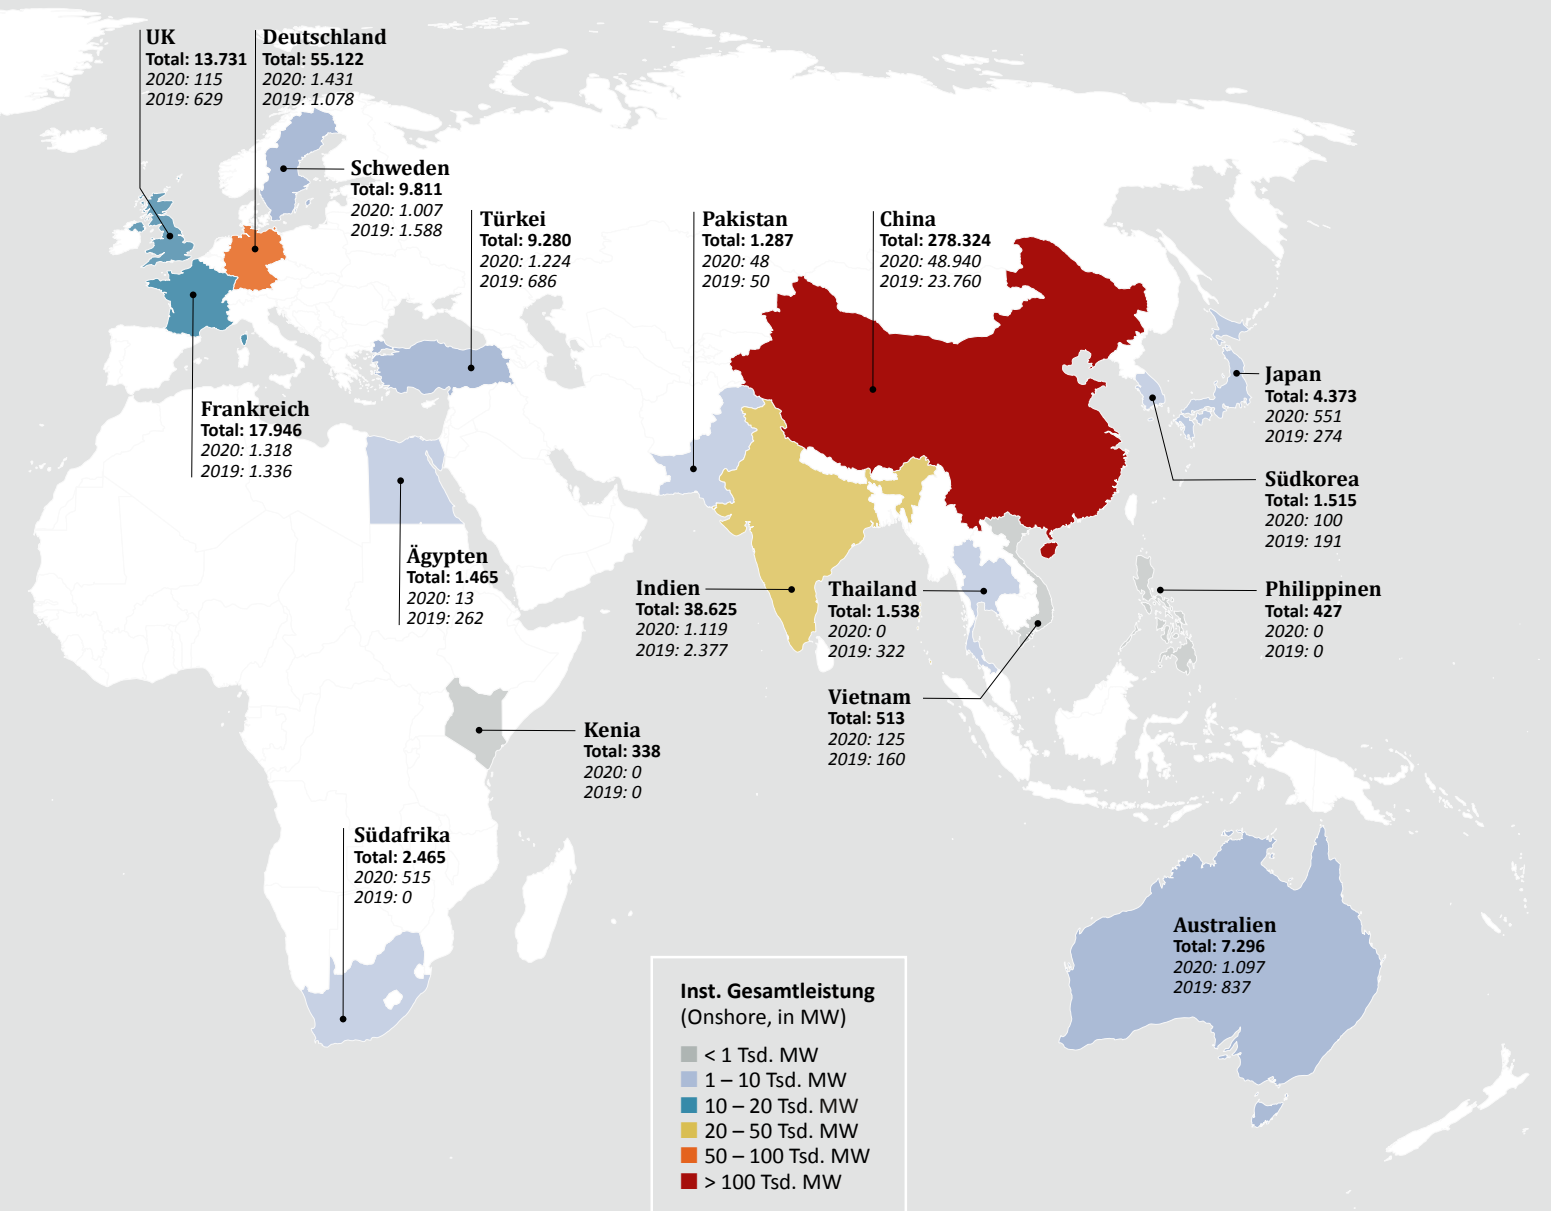 UK
Total: 13.731
2020: 115
2019: 629
Deutschland
Total: 55.122
2020: 1.431
2019: 1.078
Schweden
Total: 9.811
2020: 1.007
2019: 1.588
Türkei
Total: 9.280
2020: 1.224
2019: 686
Pakistan
Total: 1.287
2020: 48
2019: 50
China
Total: 278.324
2020: 48.940
2019: 23.760
Japan
Total: 4.373
2020: 551
2019: 274
Frankreich
Total: 17.946
2020: 1.318
2019: 1.336
Südkorea
Total: 1.515
2020: 100
2019: 191
Ägypten
Total: 1.465
2020: 13
2019: 262
Indien
Total: 38.625
2020: 1.119
2019: 2.377
Thailand
Total: 1.538
2020: 0
2019: 322
Philippinen
Total: 427
2020: 0
2019: 0
Vietnam
Total: 513
2020: 125
2019: 160
Kenia
Total: 338
2020: 0
2019: 0
Südafrika
Total: 2.465
2020: 515
2019: 0
Australien
Total: 7.296
2020: 1.097
2019: 837
Inst. Gesamtleistung
(Onshore, in MW)
< 1 Tsd. MW
1 – 10 Tsd. MW
10 – 20 Tsd. MW
20 – 50 Tsd. MW
50 – 100 Tsd. MW
> 100 Tsd. MW